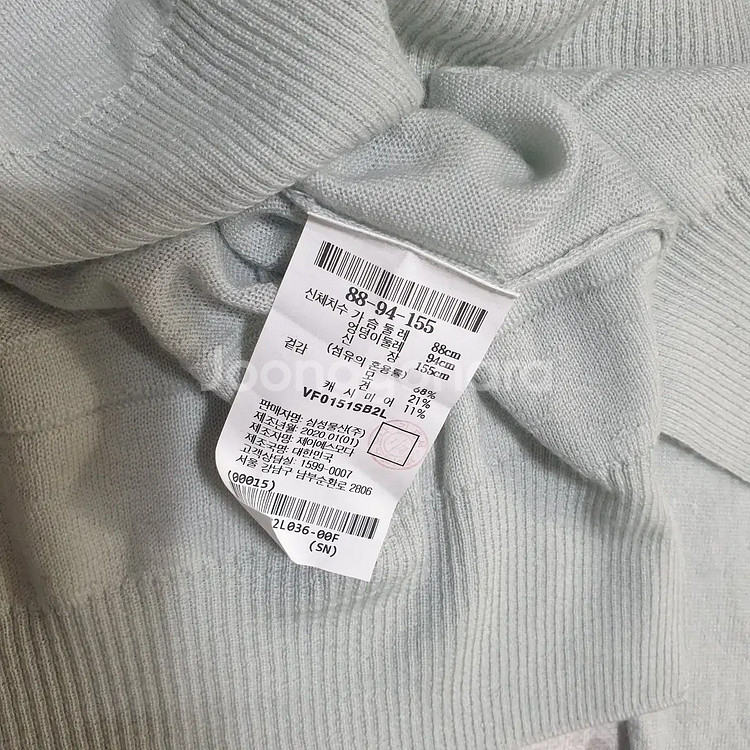 88-94-155
신체치수 가슴둘레 88cm
엉덩이둘레 94cm
신 장 155cm
겉감 (섬유의 혼용률)
모 68%
견 21%
캐시미어 11%
VF0151SB2L
판매자명: 삼성물산(주)
제조년월: 2020.01(01)
제조사명: 제이에스모다
제조국명: 대한민국
고객상담실: 1599-0007
서울 강남구 남부순환로 2806
(00015)
2L036-00F
(SN)